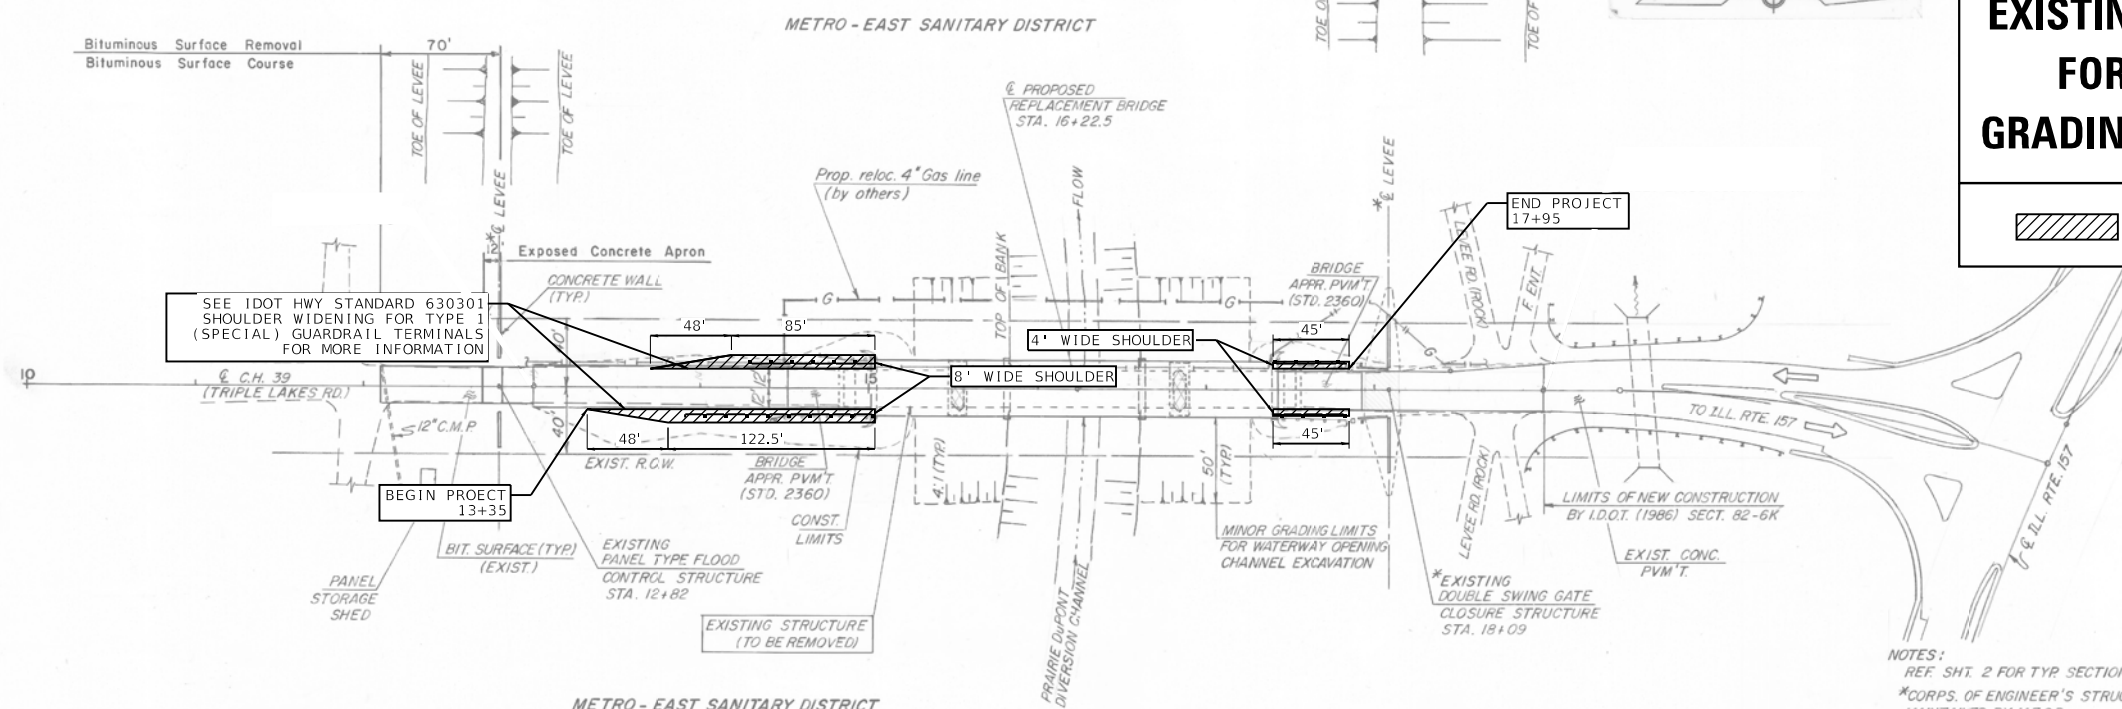 METRO - EAST SANITARY DISTRICT
Bituminous Surface Removal
Bituminous Surface Course
70'
TOE OF LEVEE
TOE OF LEVEE
TOE OF
TOE OF
EXISTIN
FOR
GRADIN
℄ PROPOSED
REPLACEMENT BRIDGE
STA. 16+22.5
Prop. reloc. 4" Gas line
(by others)
FLOW
*℄ LEVEE
*℄ LEVEE
2'
Exposed Concrete Apron
CONCRETE WALL
(TYP.)
TOP OF BANK
G
G
G
BRIDGE
APPR. PVM'T.
(STD. 2360)
END PROJECT
17+95
LEVEE RD. (ROCK)
F. ENT.
SEE IDOT HWY STANDARD 630301
SHOULDER WIDENING FOR TYPE 1
(SPECIAL) GUARDRAIL TERMINALS
FOR MORE INFORMATION
48'
85'
40'
4' WIDE SHOULDER
45'
8' WIDE SHOULDER
10
℄ C.H. 39
(TRIPLE LAKES RD.)
12'
12'
15
12" C.M.P.
40'
48'
122.5'
45'
TO ILL. RTE. 157
EXIST. R.O.W.
BRIDGE
APPR. PVM'T.
(STD. 2360)
4:1 (TYP.)
50'
(TYP.)
BEGIN PROECT
13+35
CONST.
LIMITS
LEVEE RD. (ROCK)
LIMITS OF NEW CONSTRUCTION
BY I.D.O.T. (1986) SECT. 82-6K
℄ ILL. RTE. 157
BIT. SURFACE (TYP.)
(EXIST.)
EXISTING
PANEL TYPE FLOOD
CONTROL STRUCTURE
STA. 12+82
MINOR GRADING LIMITS
FOR WATERWAY OPENING
CHANNEL EXCAVATION
EXIST. CONC.
PVM'T.
PANEL
STORAGE
SHED
EXISTING STRUCTURE
(TO BE REMOVED)
PRAIRIE DuPONT
DIVERSION CHANNEL
*EXISTING
DOUBLE SWING GATE
CLOSURE STRUCTURE
STA. 18+09
NOTES:
REF. SHT. 2 FOR TYP. SECTION
*CORPS. OF ENGINEER'S STRU
METRO - EAST SANITARY DISTRICT